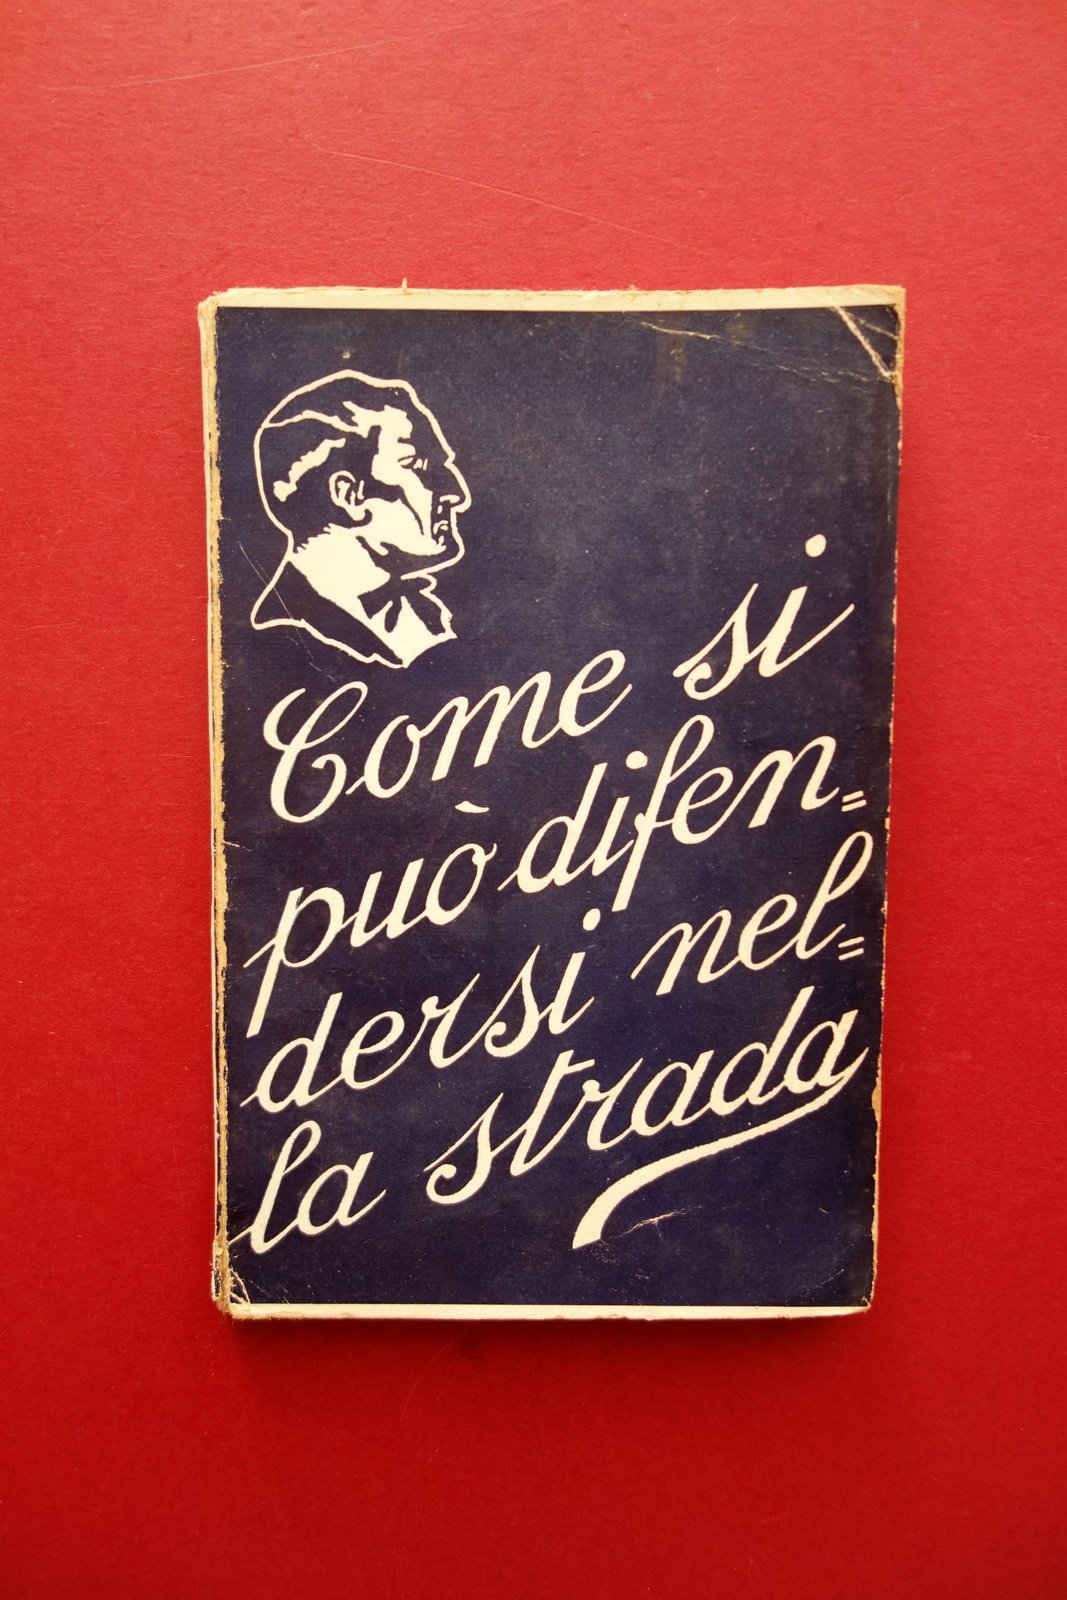 Come si
può difen=
dersi nel=
la strada